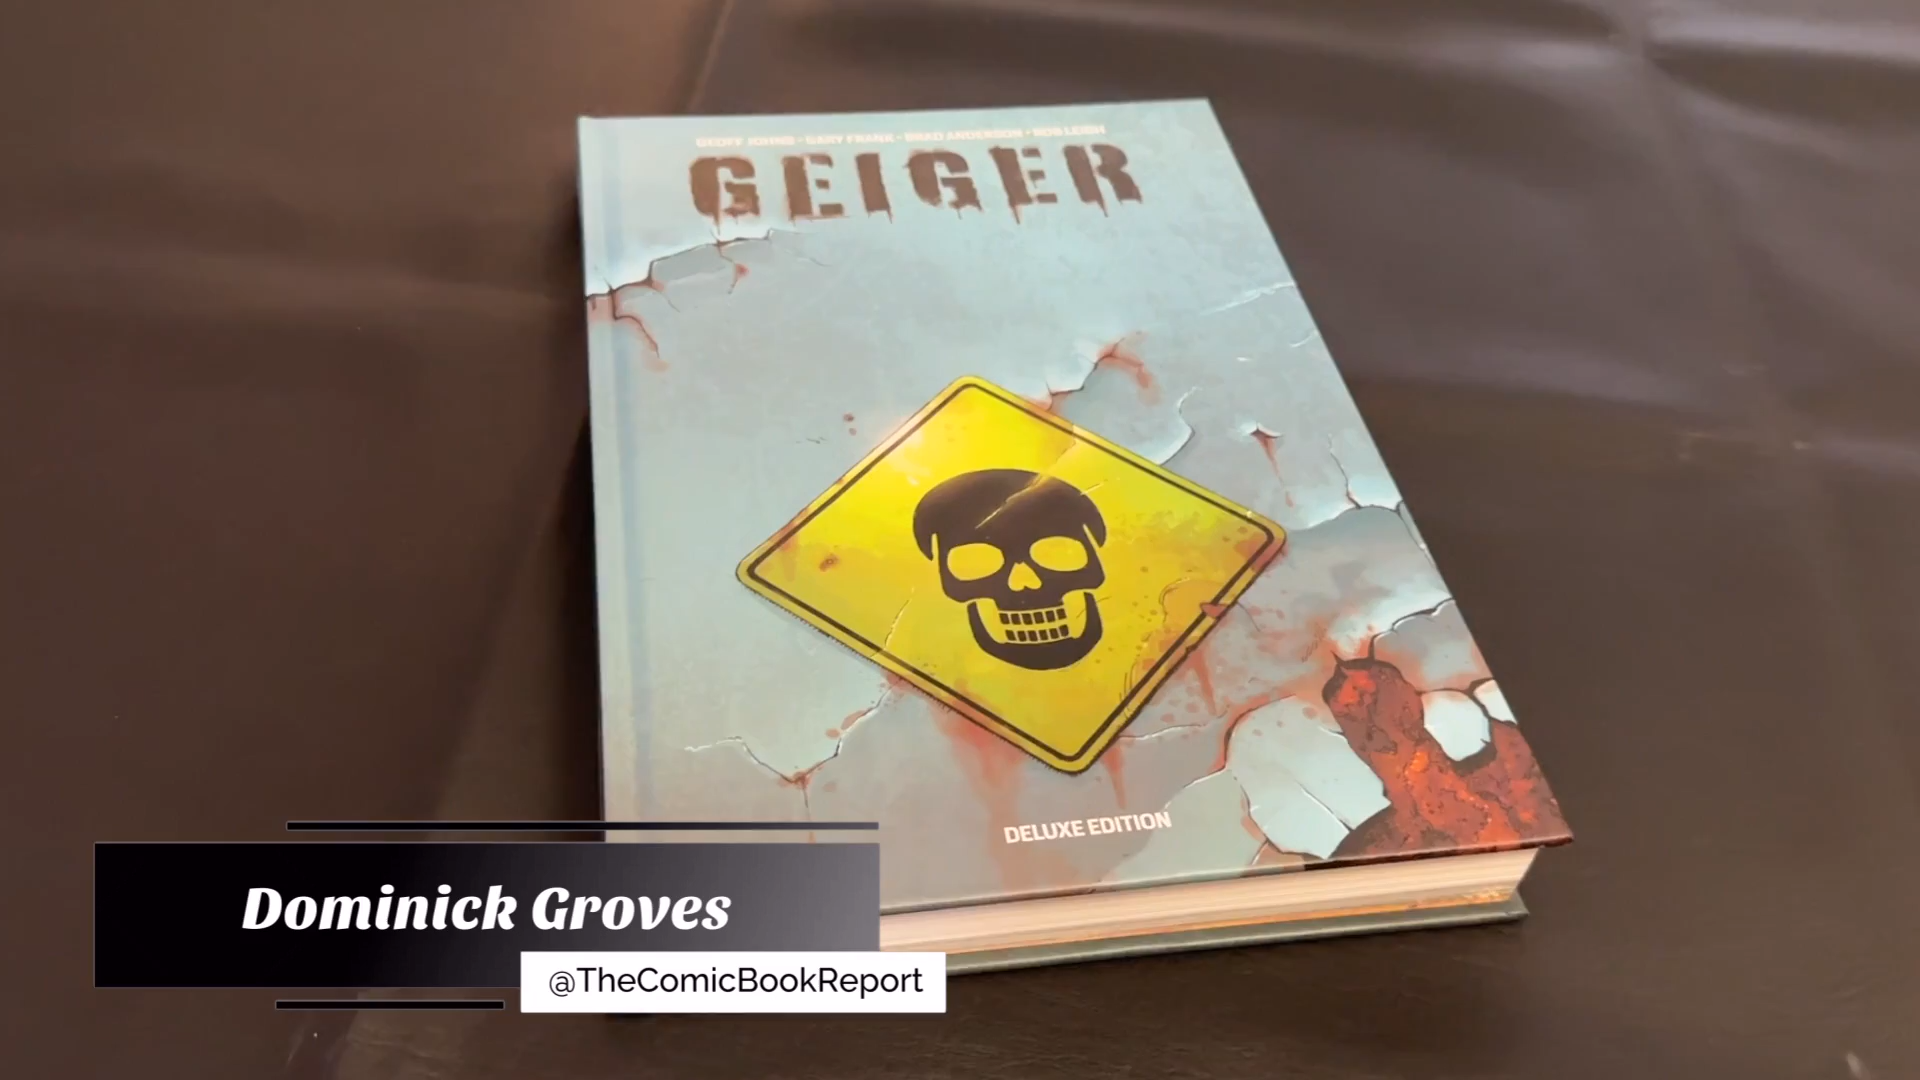 GEOFF JOHNS • GARY FRANK • BRAD ANDERSON • ROB LEIGH
GEIGER
DELUXE EDITION
Dominick Groves
@TheComicBookReport